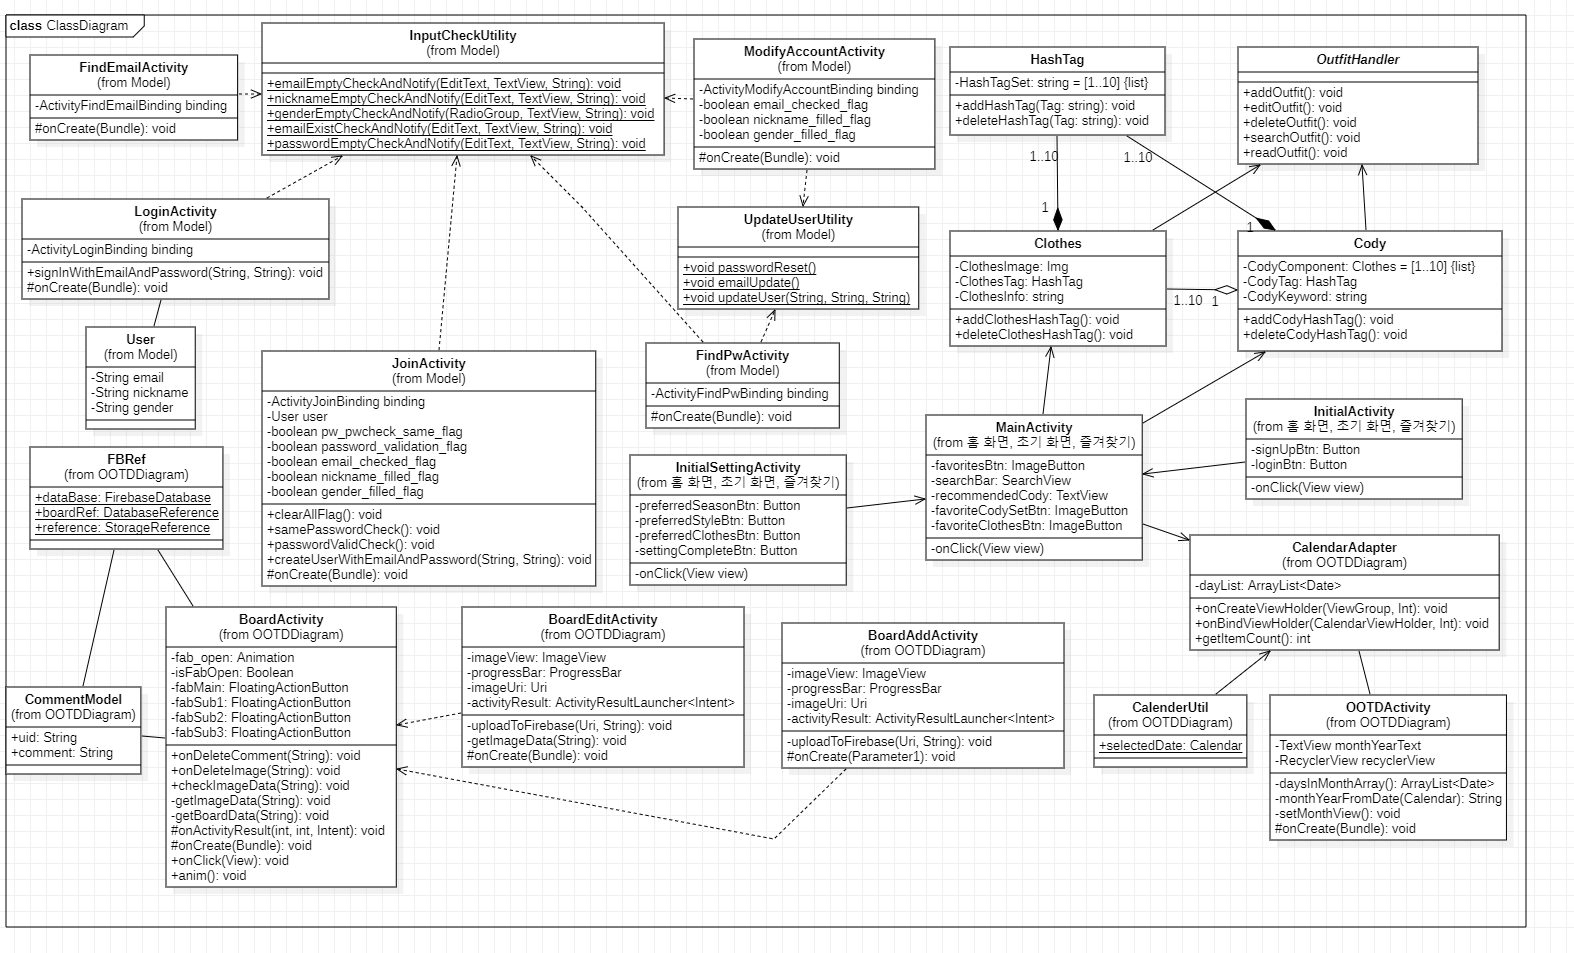 class ClassDiagram
FindEmailActivity
(from Model)
-ActivityFindEmailBinding binding
#onCreate(Bundle): void
InputCheckUtility
(from Model)
+emailEmptyCheckAndNotify(EditText, TextView, String): void
+nicknameEmptyCheckAndNotify(EditText, TextView, String): void
+genderEmptyCheckAndNotify(RadioGroup, TextView, String): void
+emailExistCheckAndNotify(EditText, TextView, String): void
+passwordEmptyCheckAndNotify(EditText, TextView, String): void
ModifyAccountActivity
(from Model)
-ActivityModifyAccountBinding binding
-boolean email_checked_flag
-boolean nickname_filled_flag
-boolean gender_filled_flag
#onCreate(Bundle): void
HashTag
-HashTagSet: string = [1..10] {list}
+addHashTag(Tag: string): void
+deleteHashTag(Tag: string): void
OutfitHandler
+addOutfit(): void
+editOutfit(): void
+deleteOutfit(): void
+searchOutfit(): void
+readOutfit(): void
1..10
1..10
1
1
LoginActivity
(from Model)
-ActivityLoginBinding binding
+signInWithEmailAndPassword(String, String): void
#onCreate(Bundle): void
UpdateUserUtility
(from Model)
+void passwordReset()
+void emailUpdate()
+void updateUser(String, String, String)
Clothes
-ClothesImage: Img
-ClothesTag: HashTag
-ClothesInfo: string
+addClothesHashTag(): void
+deleteClothesHashTag(): void
1..10
1
Cody
-CodyComponent: Clothes = [1..10] {list}
-CodyTag: HashTag
-CodyKeyword: string
+addCodyHashTag(): void
+deleteCodyHashTag(): void
User
(from Model)
-String email
-String nickname
-String gender
JoinActivity
(from Model)
-ActivityJoinBinding binding
-User user
-boolean pw_pwcheck_same_flag
-boolean password_validation_flag
-boolean email_checked_flag
-boolean nickname_filled_flag
-boolean gender_filled_flag
+clearAllFlag(): void
+samePasswordCheck(): void
+passwordValidCheck(): void
+createUserWithEmailAndPassword(String, String): void
#onCreate(Bundle): void
FindPwActivity
(from Model)
-ActivityFindPwBinding binding
#onCreate(Bundle): void
FBRef
(from OOTDDiagram)
+dataBase: FirebaseDatabase
+boardRef: DatabaseReference
+reference: StorageReference
InitialSettingActivity
(from 홈 화면, 초기 화면, 즐겨찾기)
-preferredSeasonBtn: Button
-preferredStyleBtn: Button
-preferredClothesBtn: Button
-settingCompleteBtn: Button
-onClick(View view)
MainActivity
(from 홈 화면, 초기 화면, 즐겨찾기)
-favoritesBtn: ImageButton
-searchBar: SearchView
-recommendedCody: TextView
-favoriteCodySetBtn: ImageButton
-favoriteClothesBtn: ImageButton
-onClick(View view)
InitialActivity
(from 홈 화면, 초기 화면, 즐겨찾기)
-signUpBtn: Button
-loginBtn: Button
-onClick(View view)
CalendarAdapter
(from OOTDDiagram)
-dayList: ArrayList<Date>
+onCreateViewHolder(ViewGroup, Int): void
+onBindViewHolder(CalendarViewHolder, Int): void
+getItemCount(): int
CommentModel
(from OOTDDiagram)
+uid: String
+comment: String
BoardActivity
(from OOTDDiagram)
-fab_open: Animation
-isFabOpen: Boolean
-fabMain: FloatingActionButton
-fabSub1: FloatingActionButton
-fabSub2: FloatingActionButton
-fabSub3: FloatingActionButton
+onDeleteComment(String): void
+onDeleteImage(String): void
+checkImageData(String): void
-getImageData(String): void
-getBoardData(String): void
#onActivityResult(int, int, Intent): void
#onCreate(Bundle): void
+onClick(View): void
+anim(): void
BoardEditActivity
(from OOTDDiagram)
-imageView: ImageView
-progressBar: ProgressBar
-imageUri: Uri
-activityResult: ActivityResultLauncher<Intent>
-uploadToFirebase(Uri, String): void
-getImageData(String): void
#onCreate(Bundle): void
BoardAddActivity
(from OOTDDiagram)
-imageView: ImageView
-progressBar: ProgressBar
-imageUri: Uri
-activityResult: ActivityResultLauncher<Intent>
-uploadToFirebase(Uri, String): void
#onCreate(Parameter1): void
CalenderUtil
(from OOTDDiagram)
+selectedDate: Calendar
OOTDActivity
(from OOTDDiagram)
-TextView monthYearText
-RecyclerView recyclerView
-daysInMonthArray(): ArrayList<Date>
-monthYearFromDate(Calendar): String
-setMonthView(): void
#onCreate(Bundle): void